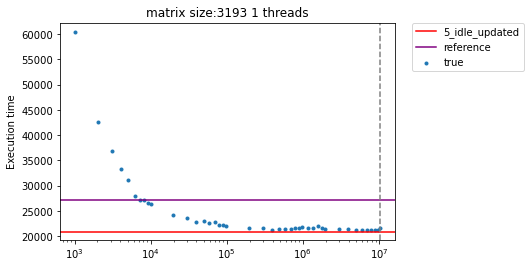 matrix size:3193 1 threads
Execution time
60000
55000
50000
45000
40000
35000
30000
25000
20000
10³
10⁴
10⁵
10⁶
10⁷
5_idle_updated
reference
true